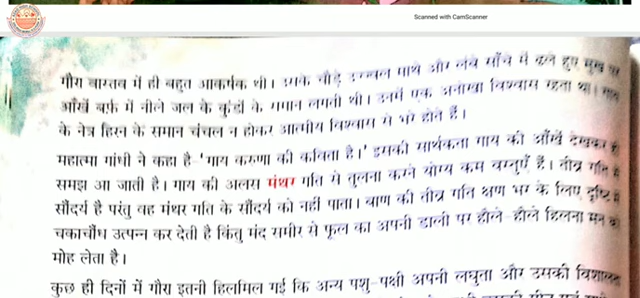 Scanned with CamScanner
गौरा वास्तव में ही बहुत आकर्षक थी। उसके चौड़े उज्ज्वल माथे और लंबे साँचे में ढले हुए मुख पर
आँखें बर्फ़ में नीले जल के कुंडों के समान लगती थीं। उनमें एक अनोखा विश्वास रहता था। गाय
के नेत्र हिरन के समान चंचल न होकर आत्मीय विश्वास से भरे होते हैं।
महात्मा गांधी ने कहा है-'गाय करुणा की कविता है।' इसकी सार्थकता गाय की आँखें देखकर ही
समझ आ जाती है। गाय की अलस मंथर गति से तुलना करने योग्य कम वस्तुएँ हैं। तीव्र गति में
सौंदर्य है परंतु वह मंथर गति के सौंदर्य को नहीं पाता। बाण की तीव्र गति क्षण भर के लिए दृष्टि में
चकाचौंध उत्पन्न कर देती है किंतु मंद समीर से फूल का अपनी डाली पर हौले-हौले हिलना मन को
मोह लेता है।
कुछ ही दिनों में गौरा इतनी हिलमिल गई कि अन्य पशु-पक्षी अपनी लघुता और उसकी विशालता